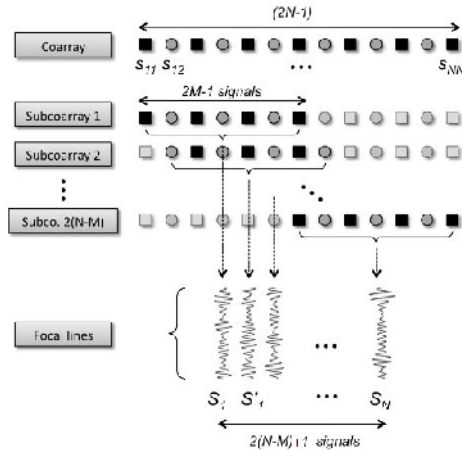 (2N-1)
Coarray
S11 S12 ... SNN
2M-1 signals
Subcoarray 1
Subcoarray 2
Subco. 2(N-M)
Focal lines
S1 S'1 ... SN
2(N-M)+1 signals